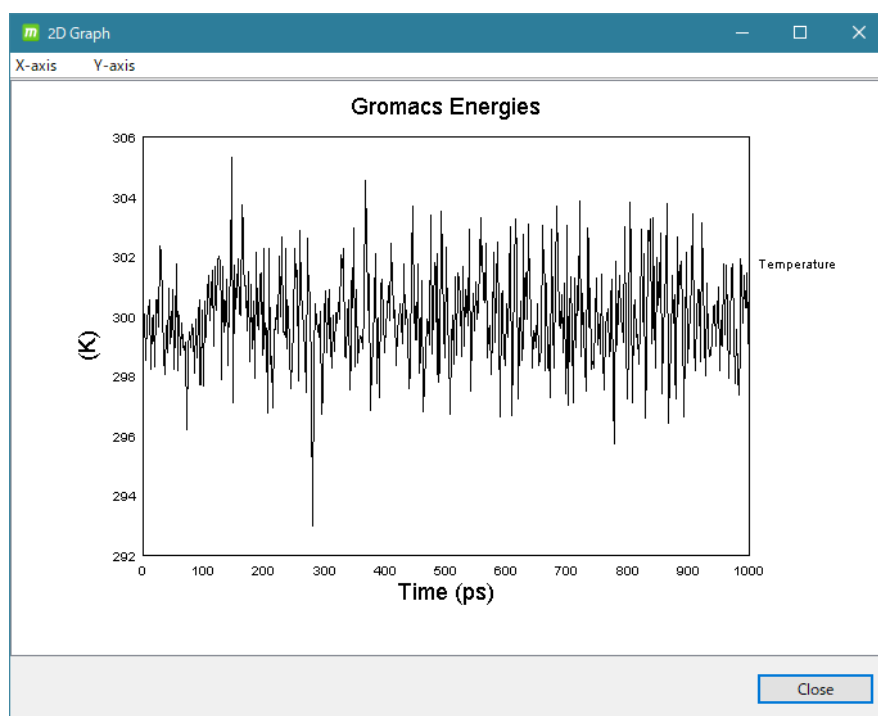 m 2D Graph
X-axis Y-axis
Gromacs Energies
306
304
302
300
298
296
294
292
(K)
Temperature
0 100 200 300 400 500 600 700 800 900 1000
Time (ps)
Close